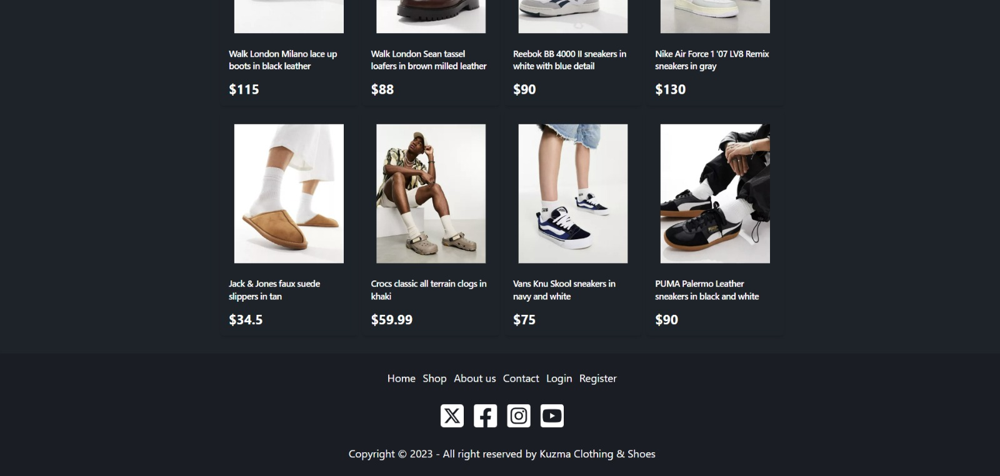 Walk London Milano lace up
boots in black leather
$115
Walk London Sean tassel
loafers in brown milled leather
$88
Reebok BB 4000 II sneakers in
white with blue detail
$90
Nike Air Force 1 '07 LV8 Remix
sneakers in gray
$130
Jack & Jones faux suede
slippers in tan
$34.5
Crocs classic all terrain clogs in
khaki
$59.99
Vans Knu Skool sneakers in
navy and white
$75
PUMA Palermo Leather
sneakers in black and white
$90
Home Shop About us Contact Login Register
Copyright © 2023 - All right reserved by Kuzma Clothing & Shoes